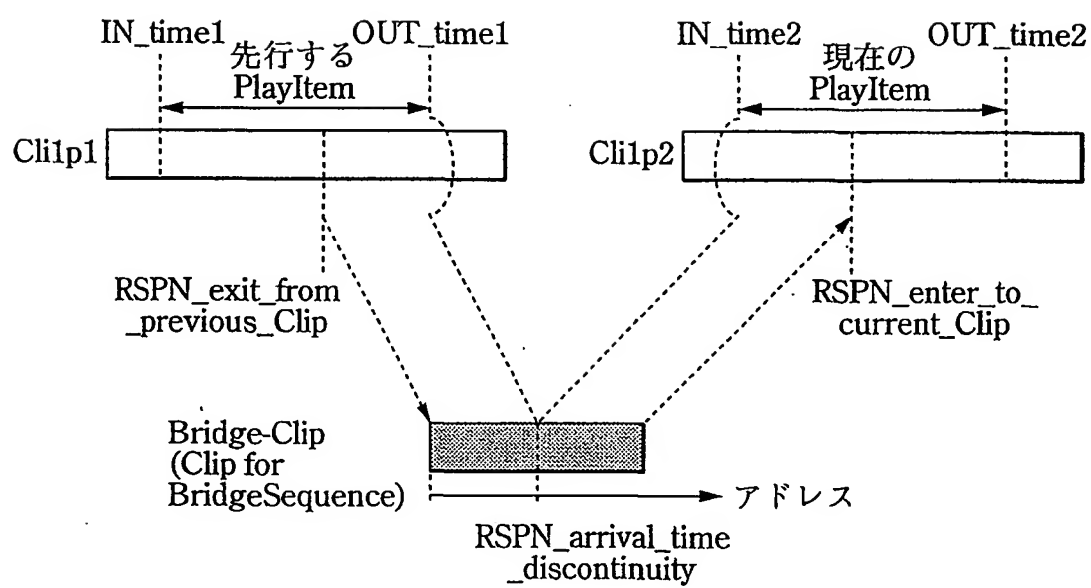 IN_time1
OUT_time1
先行する
PlayItem
IN_time2
OUT_time2
現在の
PlayItem
Cli1p1
Cli1p2
RSPN_exit_from
_previous_Clip
RSPN_enter_to_
current_Clip
Bridge-Clip
(Clip for
BridgeSequence)
アドレス
RSPN_arrival_time
_discontinuity